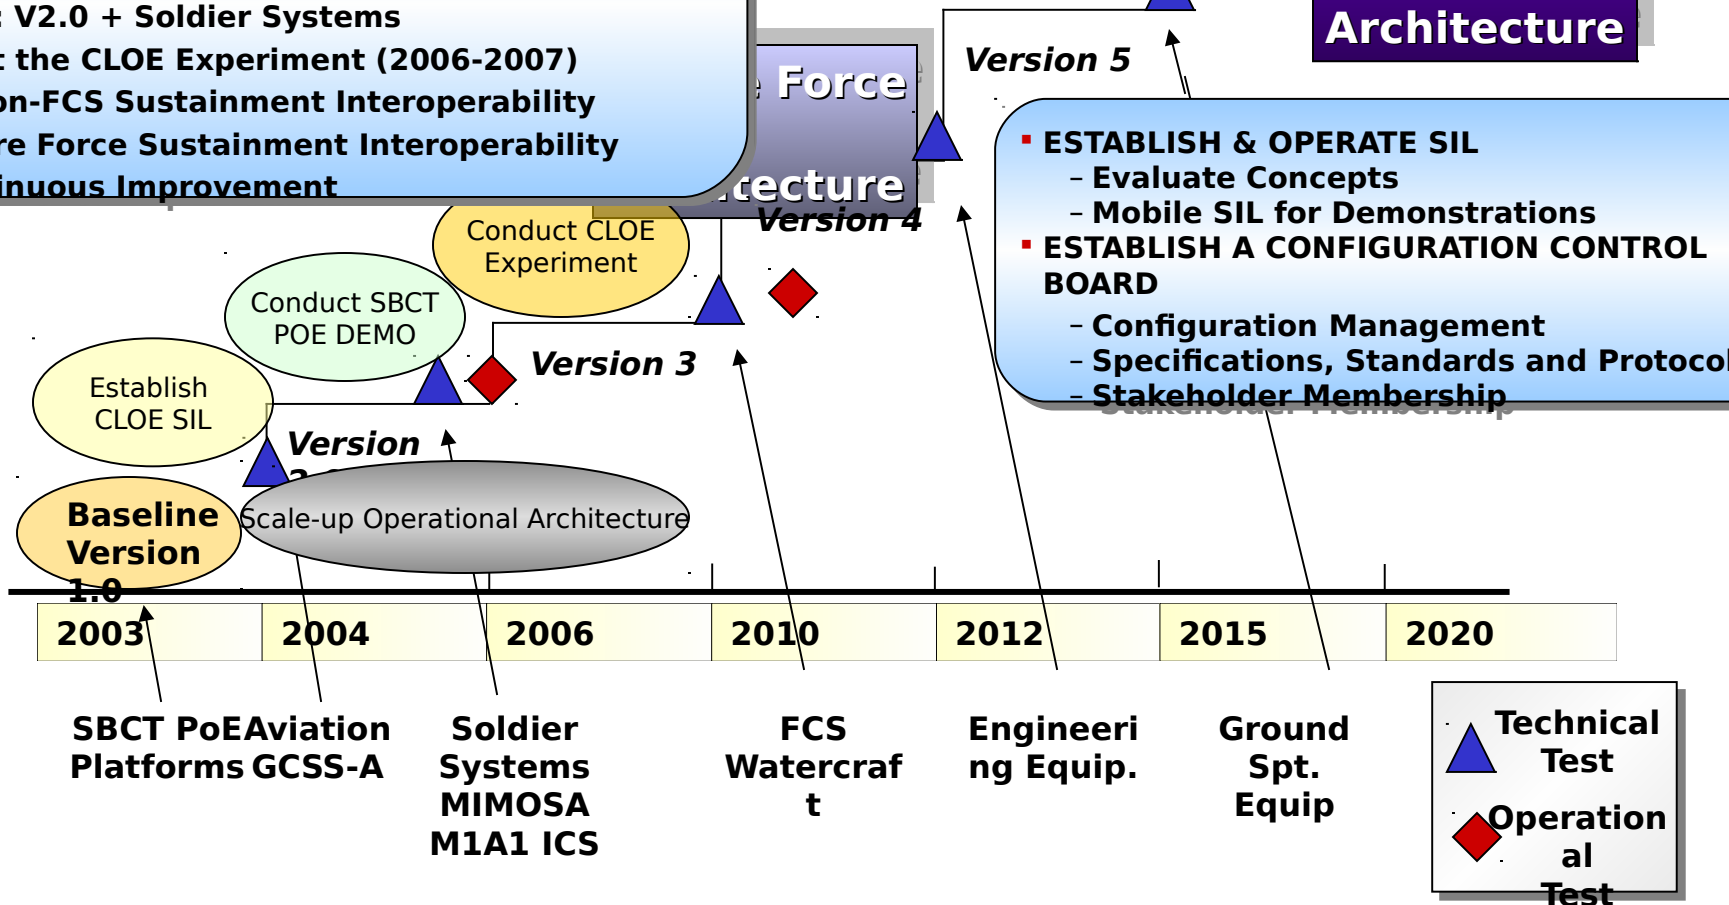 : V2.0 + Soldier Systems
the CLOE Experiment (2006-2007)
on-FCS Sustainment Interoperability
re Force Sustainment Interoperability
inuous Improvement
Force
tecture
Architecture
Version 5
Version 4
Version 3
Version
▪ ESTABLISH & OPERATE SIL
– Evaluate Concepts
– Mobile SIL for Demonstrations
▪ ESTABLISH A CONFIGURATION CONTROL
BOARD
– Configuration Management
– Specifications, Standards and Protocol
– Stakeholder Membership
Conduct CLOE
Experiment
Conduct SBCT
POE DEMO
Establish
CLOE SIL
Scale-up Operational Architecture
Baseline
Version
1.0
2003
2004
2006
2010
2012
2015
2020
SBCT PoE
Platforms
Aviation
GCSS-A
Soldier
Systems
MIMOSA
M1A1 ICS
FCS
Watercraf
t
Engineeri
ng Equip.
Ground
Spt.
Equip
Technical
Test
Operation
al
Test